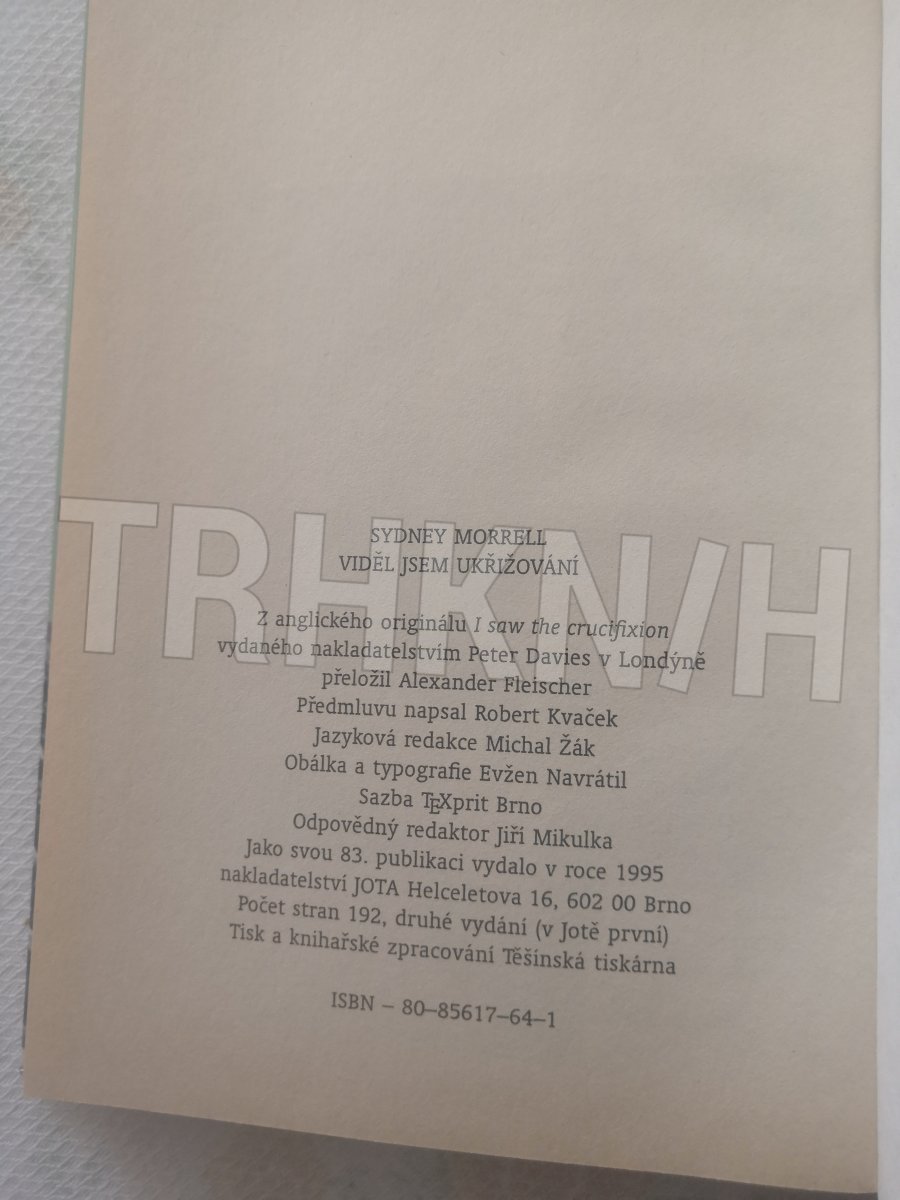 SYDNEY MORRELL
VIDĚL JSEM UKŘIŽOVÁNÍ
Z anglického originálu I saw the crucifixion
vydaného nakladatelstvím Peter Davies v Londýně
přeložil Alexander Fleischer
Předmluvu napsal Robert Kvaček
Jazyková redakce Michal Žák
Obálka a typografie Evžen Navrátil
Sazba TEXprit Brno
Odpovědný redaktor Jiří Mikulka
Jako svou 83. publikaci vydalo v roce 1995
nakladatelství JOTA Helceletova 16, 602 00 Brno
Počet stran 192, druhé vydání (v Jotě první)
Tisk a knihařské zpracování Těšínská tiskárna
ISBN – 80–85617–64–1
TRHKN/H